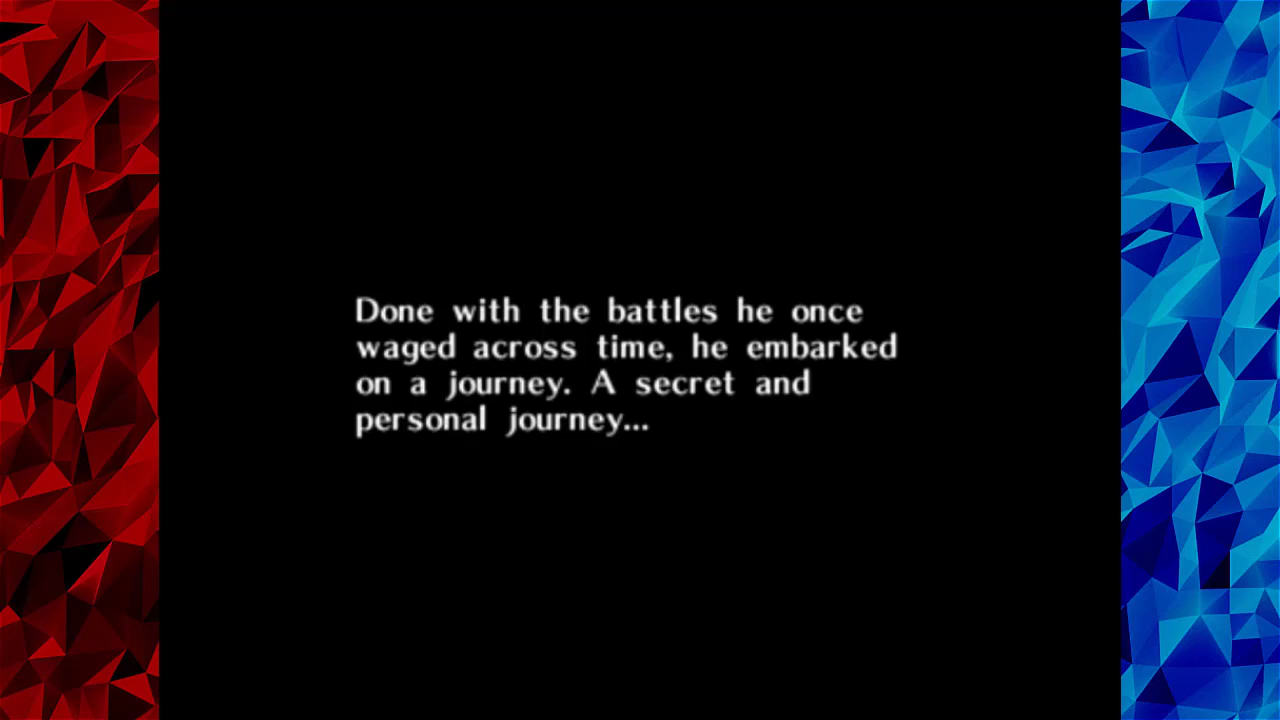 Done with the battles he once
waged across time, he embarked
on a journey. A secret and
personal journey...